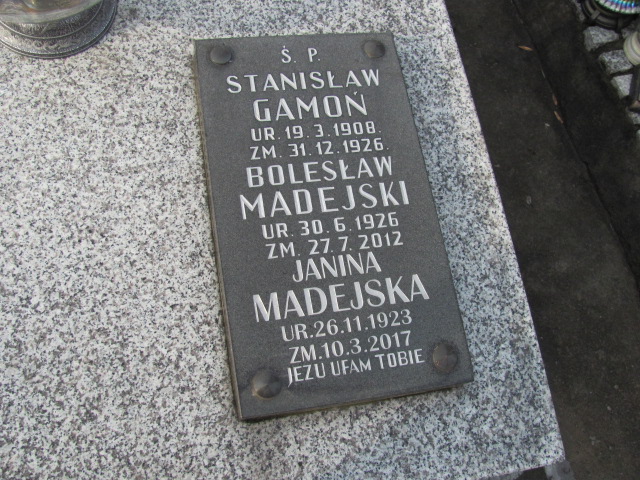 Ś. P.
STANISŁAW
GAMOŃ
UR. 19.3.1908.
ZM. 31.12.1926.
BOLESŁAW
MADEJSKI
UR. 30.6.1926
ZM. 27.7.2012
JANINA
MADEJSKA
UR.26.11.1923
ZM.10.3.2017
JEZU UFAM TOBIE